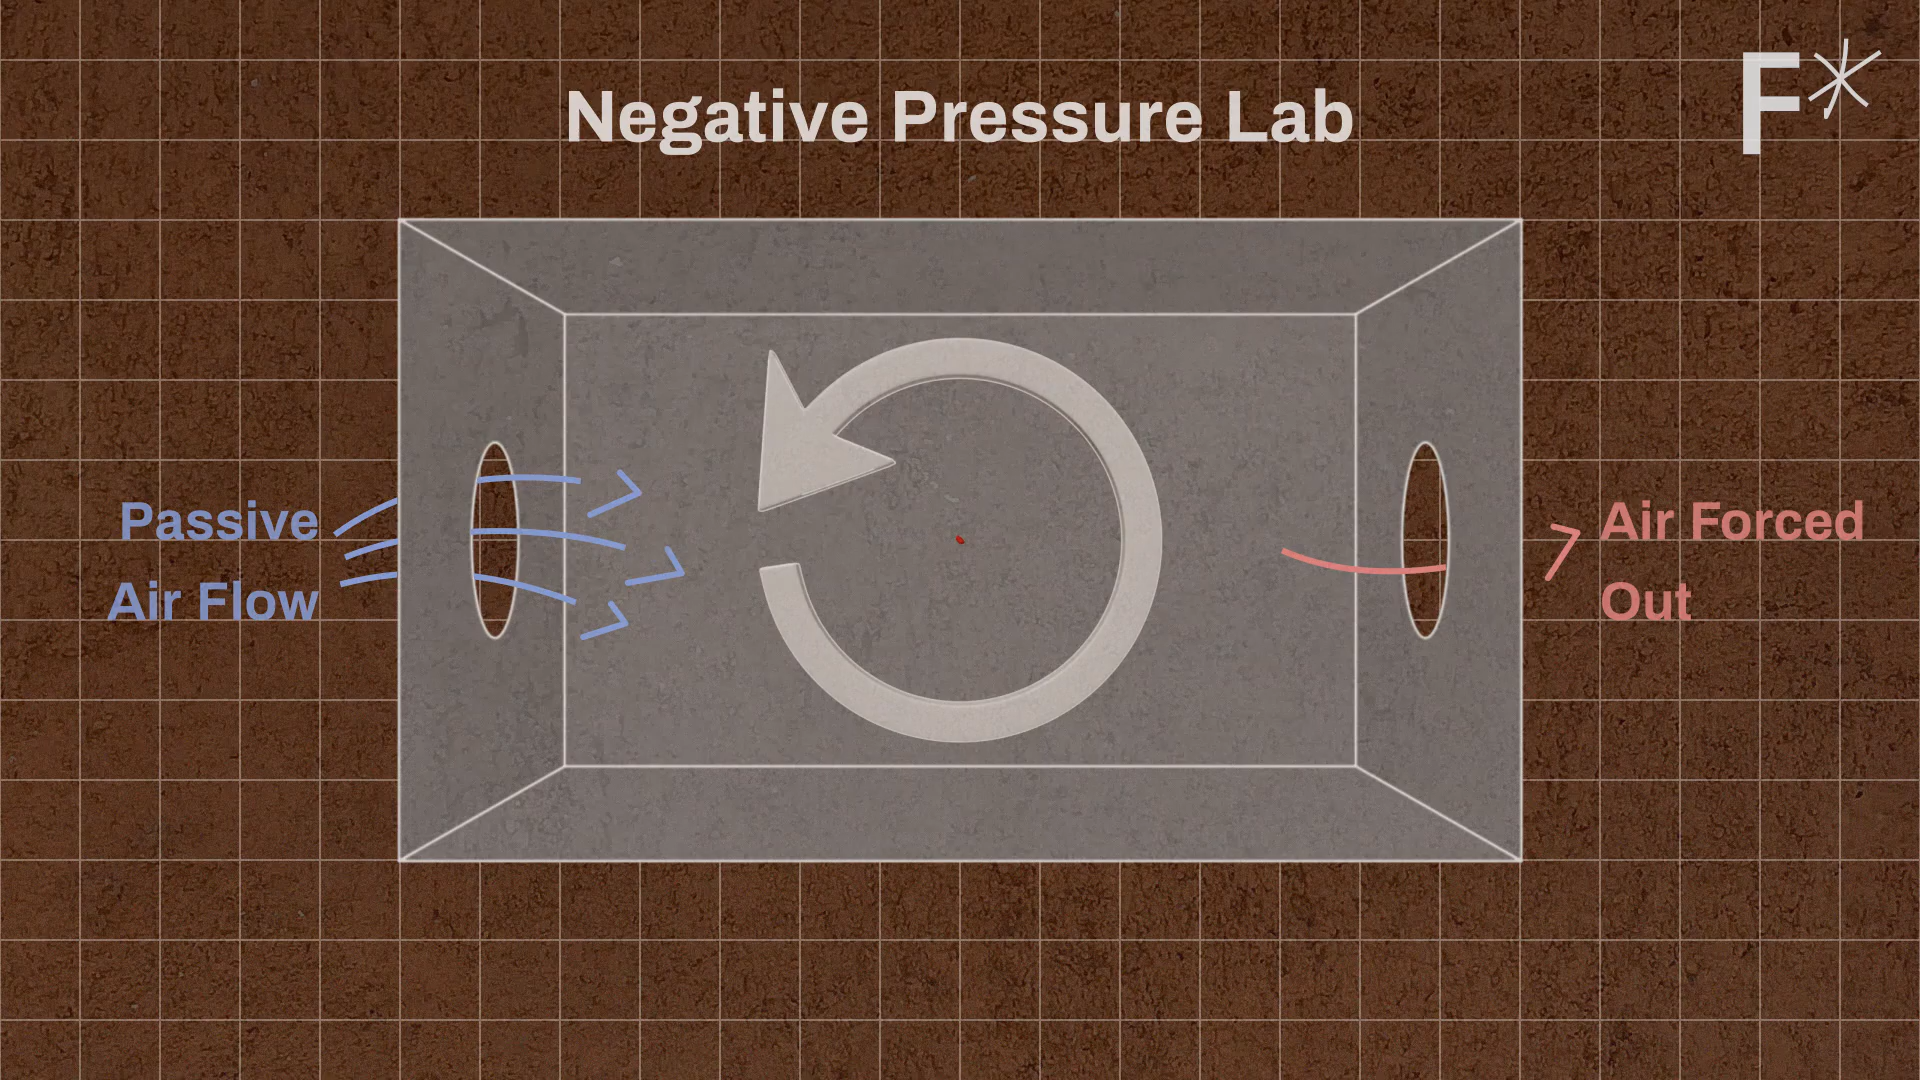 Negative Pressure Lab
F*
Passive
Air Flow
Air Forced
Out